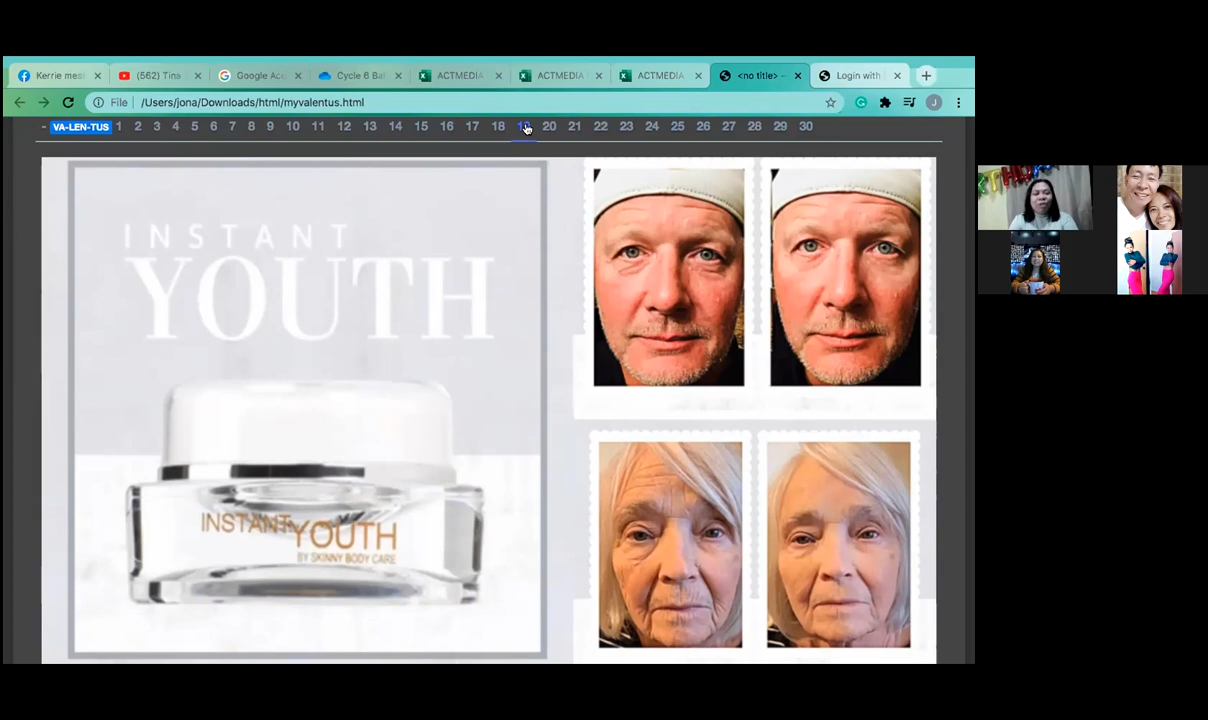 Kerrie mes
(562) Tina
Google Ac
Cycle 6 Bal
ACTMEDIA
ACTMEDIA
ACTMEDIA
<no title>
Login with
File /Users/jona/Downloads/html/myvalentus.html
J
- VA-LEN-TUS 1 2 3 4 5 6 7 8 9 10 11 12 13 14 15 16 17 18 19 20 21 22 23 24 25 26 27 28 29 30
INSTANT
YOUTH
INSTANT YOUTH
BY SKINNY BODY CARE